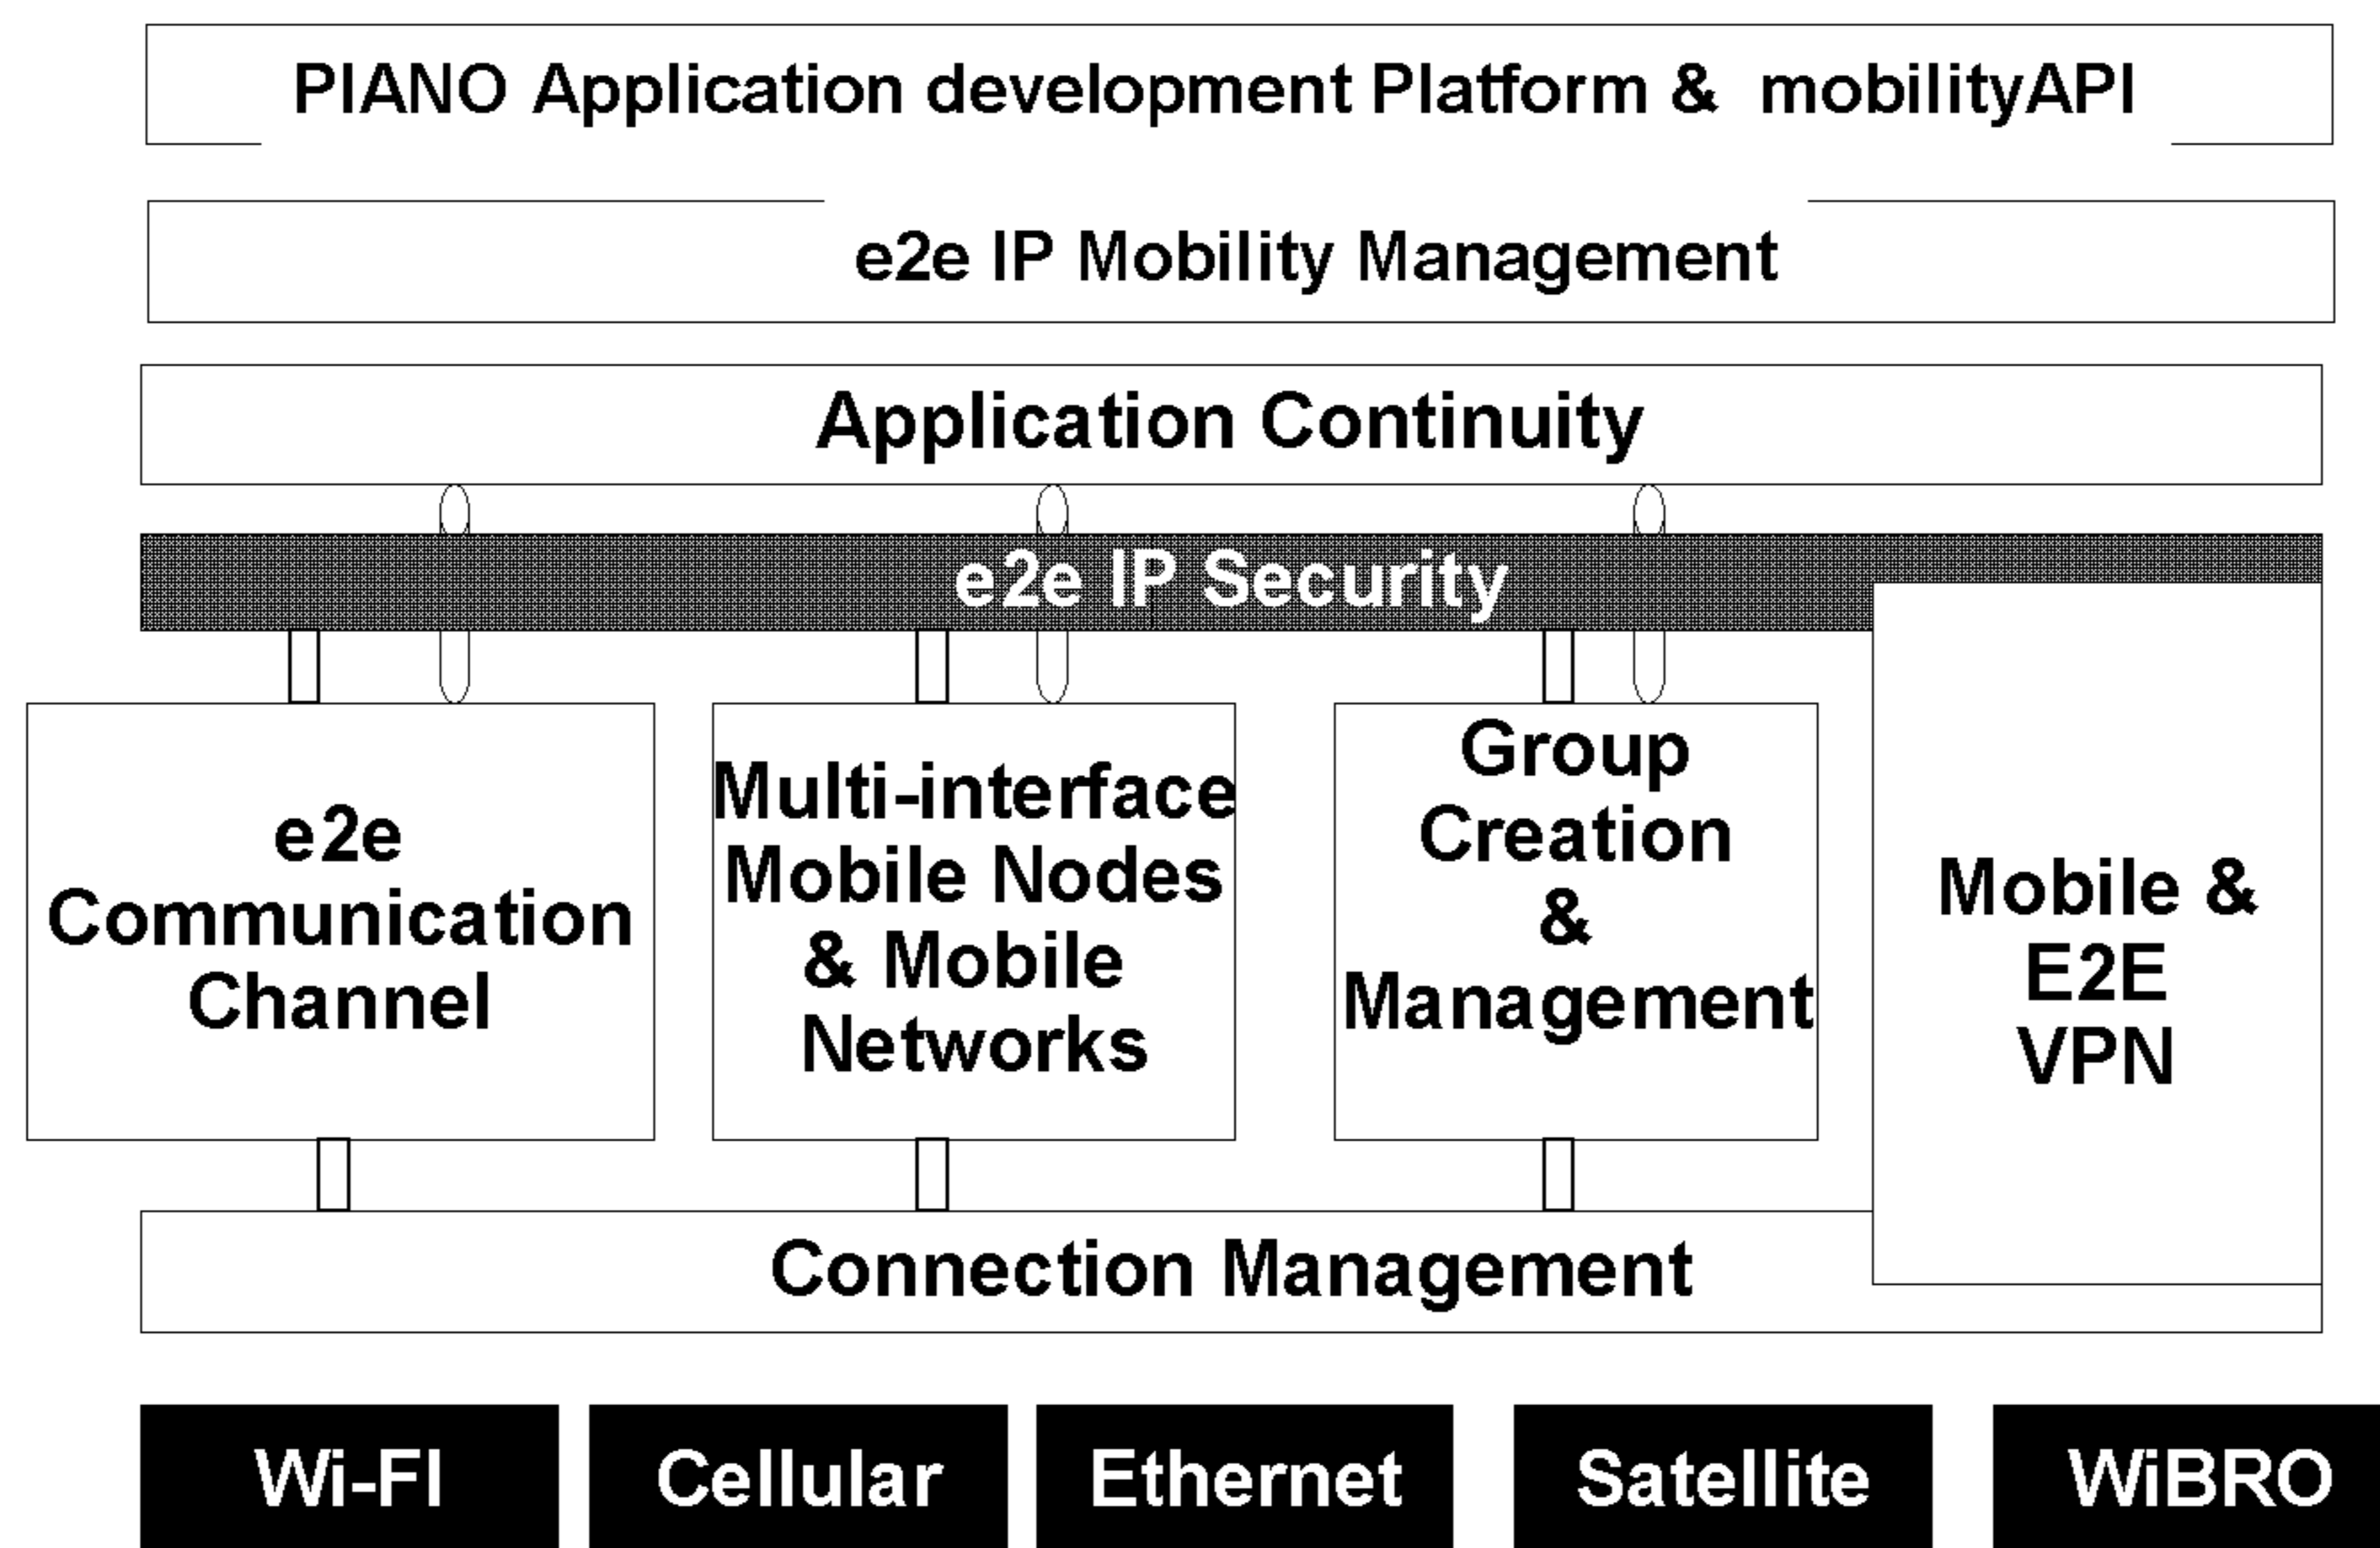 PIANO Application development Platform & mobilityAPI
e2e IP Mobility Management
Application Continuity
e2e IP Security
e2e
Communication
Channel
Multi-interface
Mobile Nodes
& Mobile
Networks
Group
Creation
&
Management
Mobile &
E2E
VPN
Connection Management
Wi-FI
Cellular
Ethernet
Satellite
WiBRO